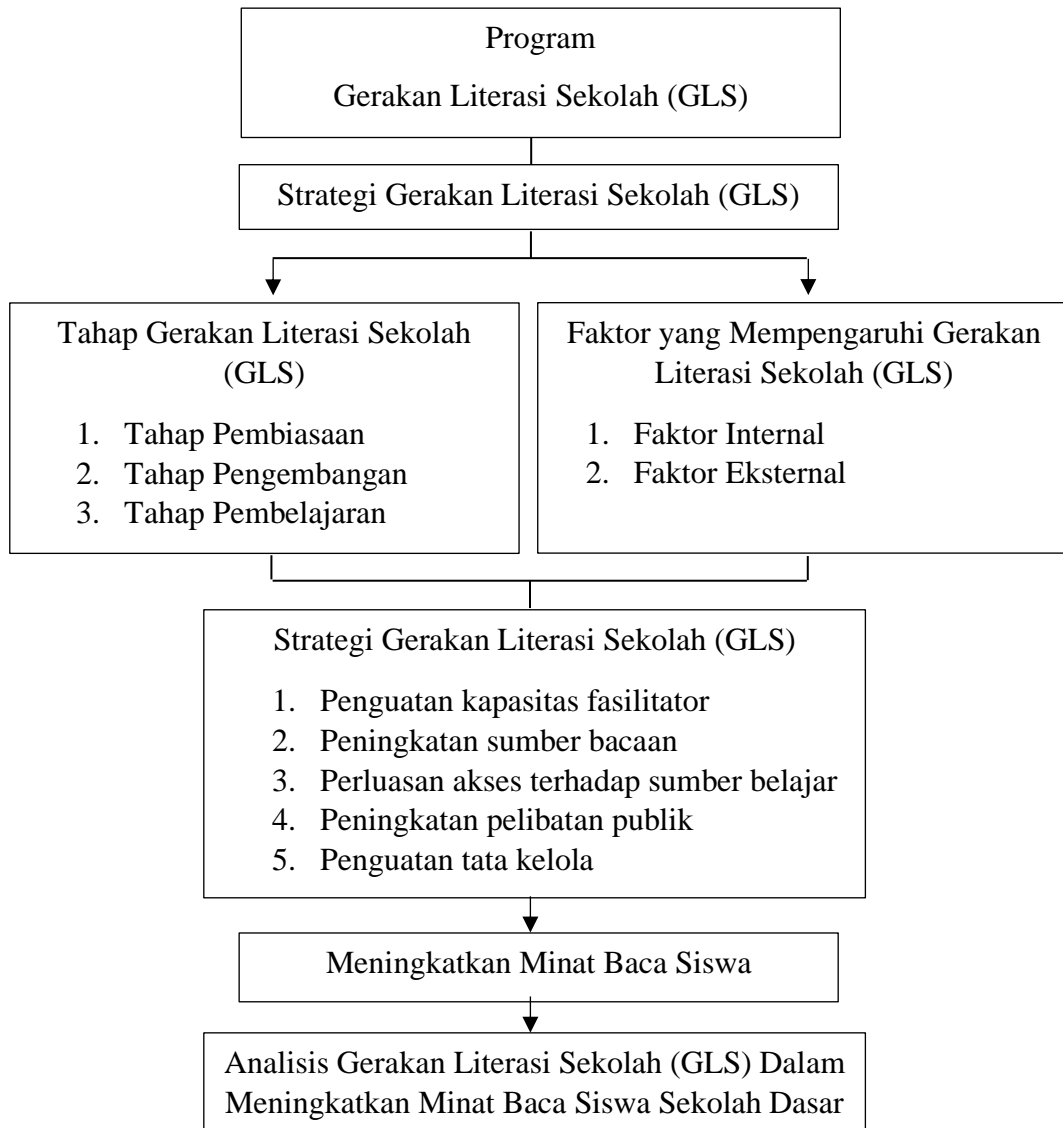 Program
Gerakan Literasi Sekolah (GLS)
Strategi Gerakan Literasi Sekolah (GLS)
Tahap Gerakan Literasi Sekolah
(GLS)
1. Tahap Pembiasaan
2. Tahap Pengembangan
3. Tahap Pembelajaran
Faktor yang Mempengaruhi Gerakan
Literasi Sekolah (GLS)
1. Faktor Internal
2. Faktor Eksternal
Strategi Gerakan Literasi Sekolah (GLS)
1. Penguatan kapasitas fasilitator
2. Peningkatan sumber bacaan
3. Perluasan akses terhadap sumber belajar
4. Peningkatan pelibatan publik
5. Penguatan tata kelola
Meningkatkan Minat Baca Siswa
Analisis Gerakan Literasi Sekolah (GLS) Dalam
Meningkatkan Minat Baca Siswa Sekolah Dasar